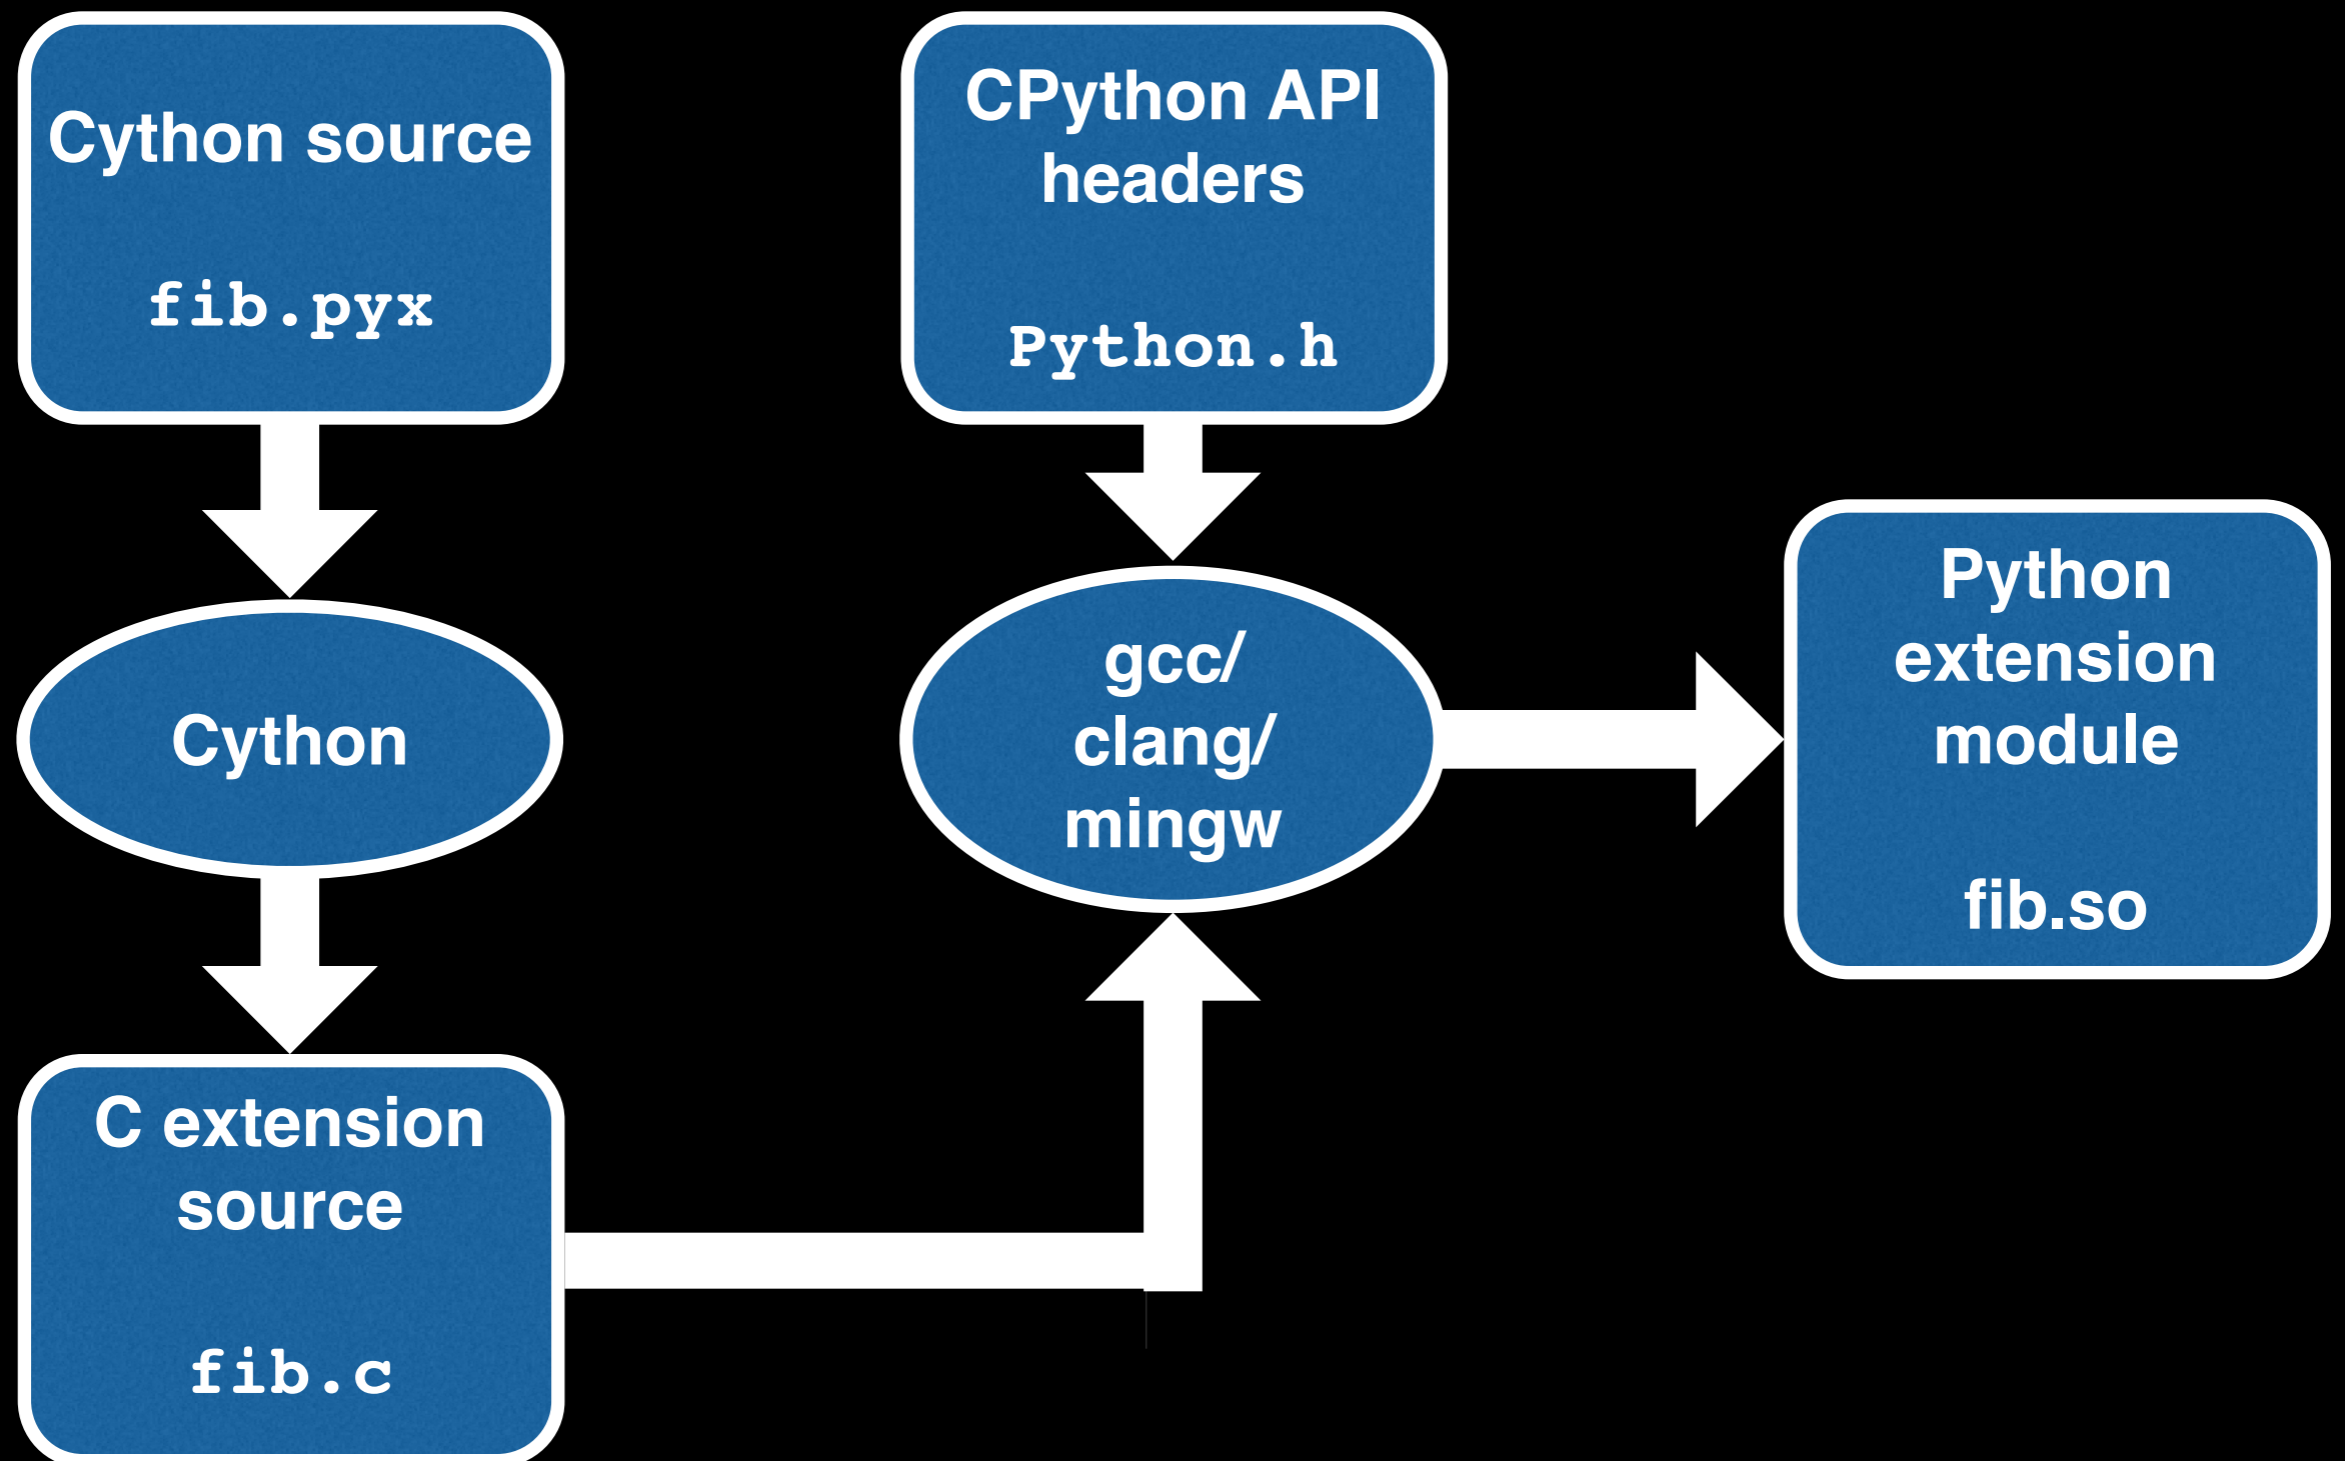 Cython source
fib.pyx
CPython API
headers
Python.h
Cython
gcc/
clang/
mingw
Python
extension
module
fib.so
C extension
source
fib.c